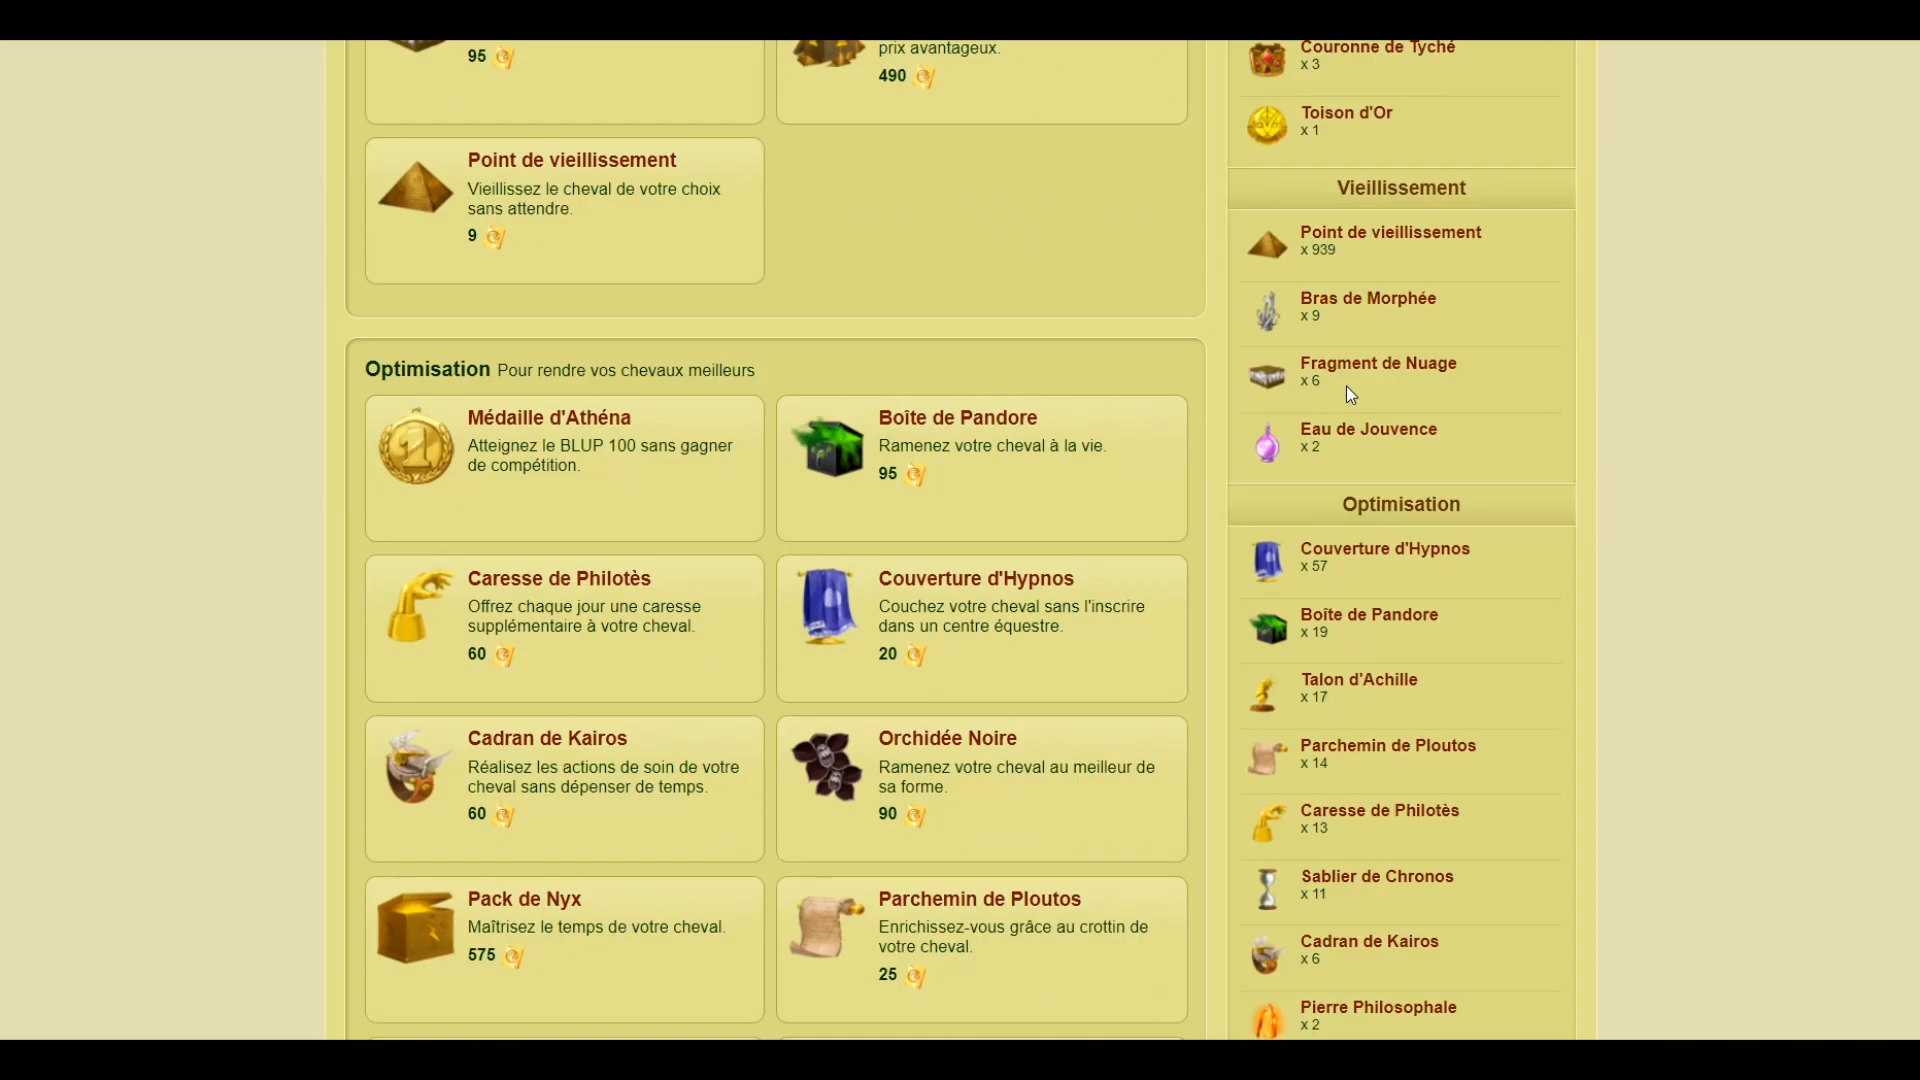 95
prix avantageux.
490
Point de vieillissement
Vieillissez le cheval de votre choix
sans attendre.
9
Optimisation Pour rendre vos chevaux meilleurs
Médaille d'Athéna
Atteignez le BLUP 100 sans gagner
de compétition.
Boîte de Pandore
Ramenez votre cheval à la vie.
95
Caresse de Philotès
Offrez chaque jour une caresse
supplémentaire à votre cheval.
60
Couverture d'Hypnos
Couchez votre cheval sans l'inscrire
dans un centre équestre.
20
Cadran de Kairos
Réalisez les actions de soin de votre
cheval sans dépenser de temps.
60
Orchidée Noire
Ramenez votre cheval au meilleur de
sa forme.
90
Pack de Nyx
Maîtrisez le temps de votre cheval.
575
Parchemin de Ploutos
Enrichissez-vous grâce au crottin de
votre cheval.
25
Couronne de Tyché
x 3
Toison d'Or
x 1
Vieillissement
Point de vieillissement
x 939
Bras de Morphée
x 9
Fragment de Nuage
x 6
Eau de Jouvence
x 2
Optimisation
Couverture d'Hypnos
x 57
Boîte de Pandore
x 19
Talon d'Achille
x 17
Parchemin de Ploutos
x 14
Caresse de Philotès
x 13
Sablier de Chronos
x 11
Cadran de Kairos
x 6
Pierre Philosophale
x 2